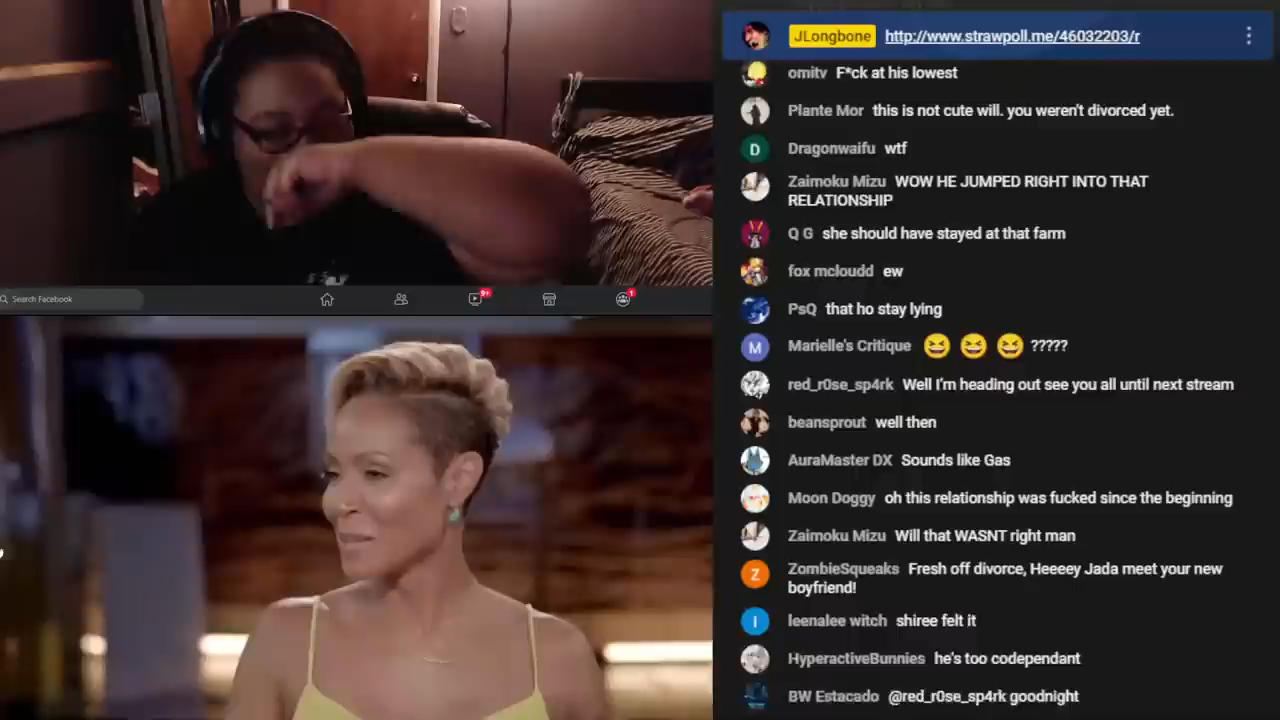 JLongbone http://www.strawpoll.me/46032203/r
omitv F*ck at his lowest
Plante Mor this is not cute will. you weren't divorced yet.
D Dragonwaifu wtf
Zaimoku Mizu WOW HE JUMPED RIGHT INTO THAT
RELATIONSHIP
Q G she should have stayed at that farm
fox mcloudd ew
PsQ that ho stay lying
M Marielle's Critique 😆 😆 😆 ?????
red_r0se_sp4rk Well I'm heading out see you all until next stream
beansprout well then
AuraMaster DX Sounds like Gas
Moon Doggy oh this relationship was fucked since the beginning
Zaimoku Mizu Will that WASNT right man
Z ZombieSqueaks Fresh off divorce, Heeeey Jada meet your new
boyfriend!
l leenalee witch shiree felt it
HyperactiveBunnies he's too codependant
BW Estacado @red_r0se_sp4rk goodnight
Search Facebook
9+
1